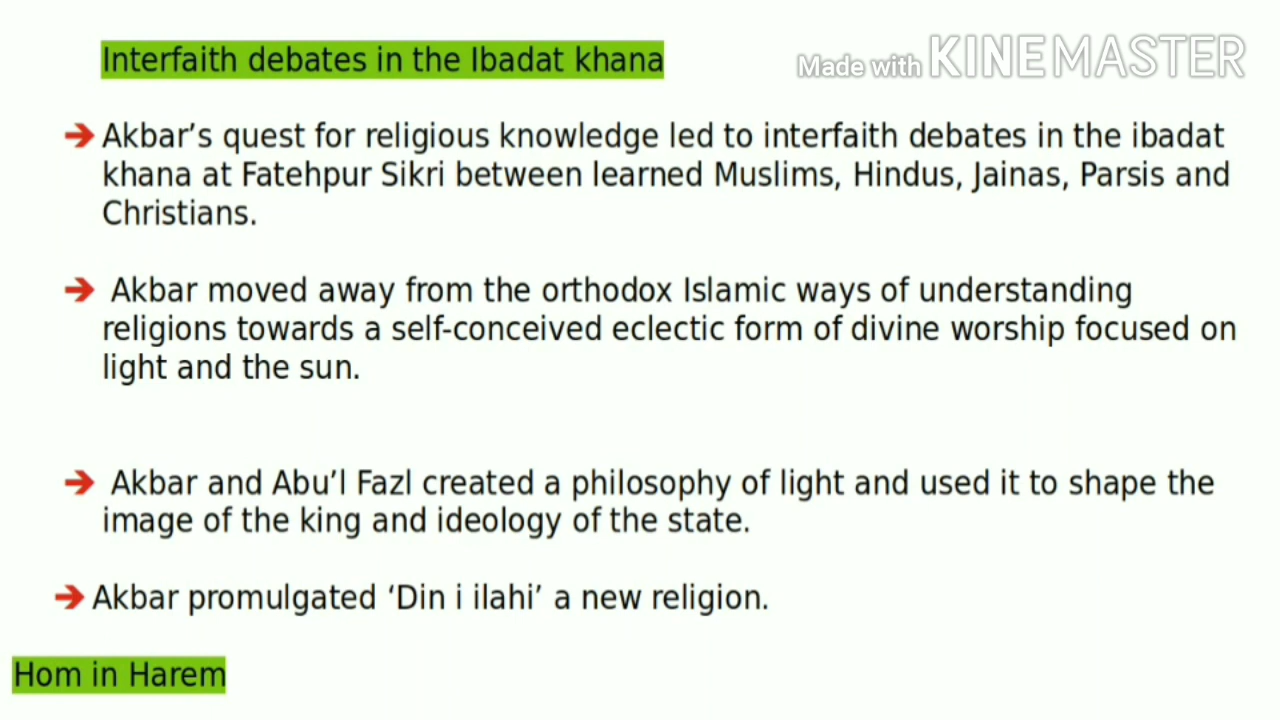 Interfaith debates in the Ibadat khana
Made with KINEMASTER
➔ Akbar’s quest for religious knowledge led to interfaith debates in the ibadat
khana at Fatehpur Sikri between learned Muslims, Hindus, Jainas, Parsis and
Christians.
➔ Akbar moved away from the orthodox Islamic ways of understanding
religions towards a self-conceived eclectic form of divine worship focused on
light and the sun.
➔ Akbar and Abu’l Fazl created a philosophy of light and used it to shape the
image of the king and ideology of the state.
➔ Akbar promulgated ‘Din i ilahi’ a new religion.
Hom in Harem